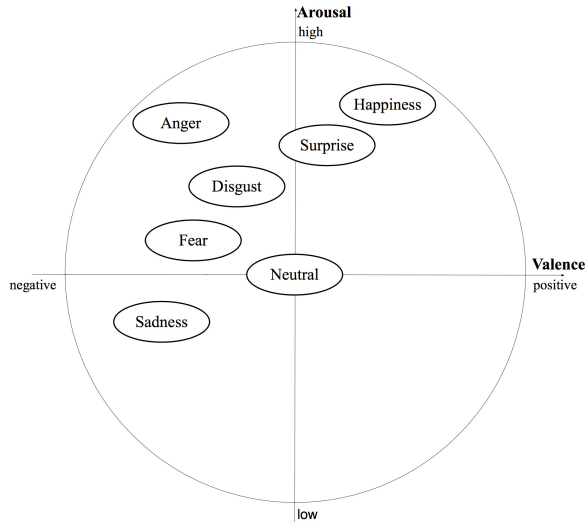 Arousal
high
Happiness
Anger
Surprise
Disgust
Fear
Valence
Neutral
negative
positive
Sadness
low